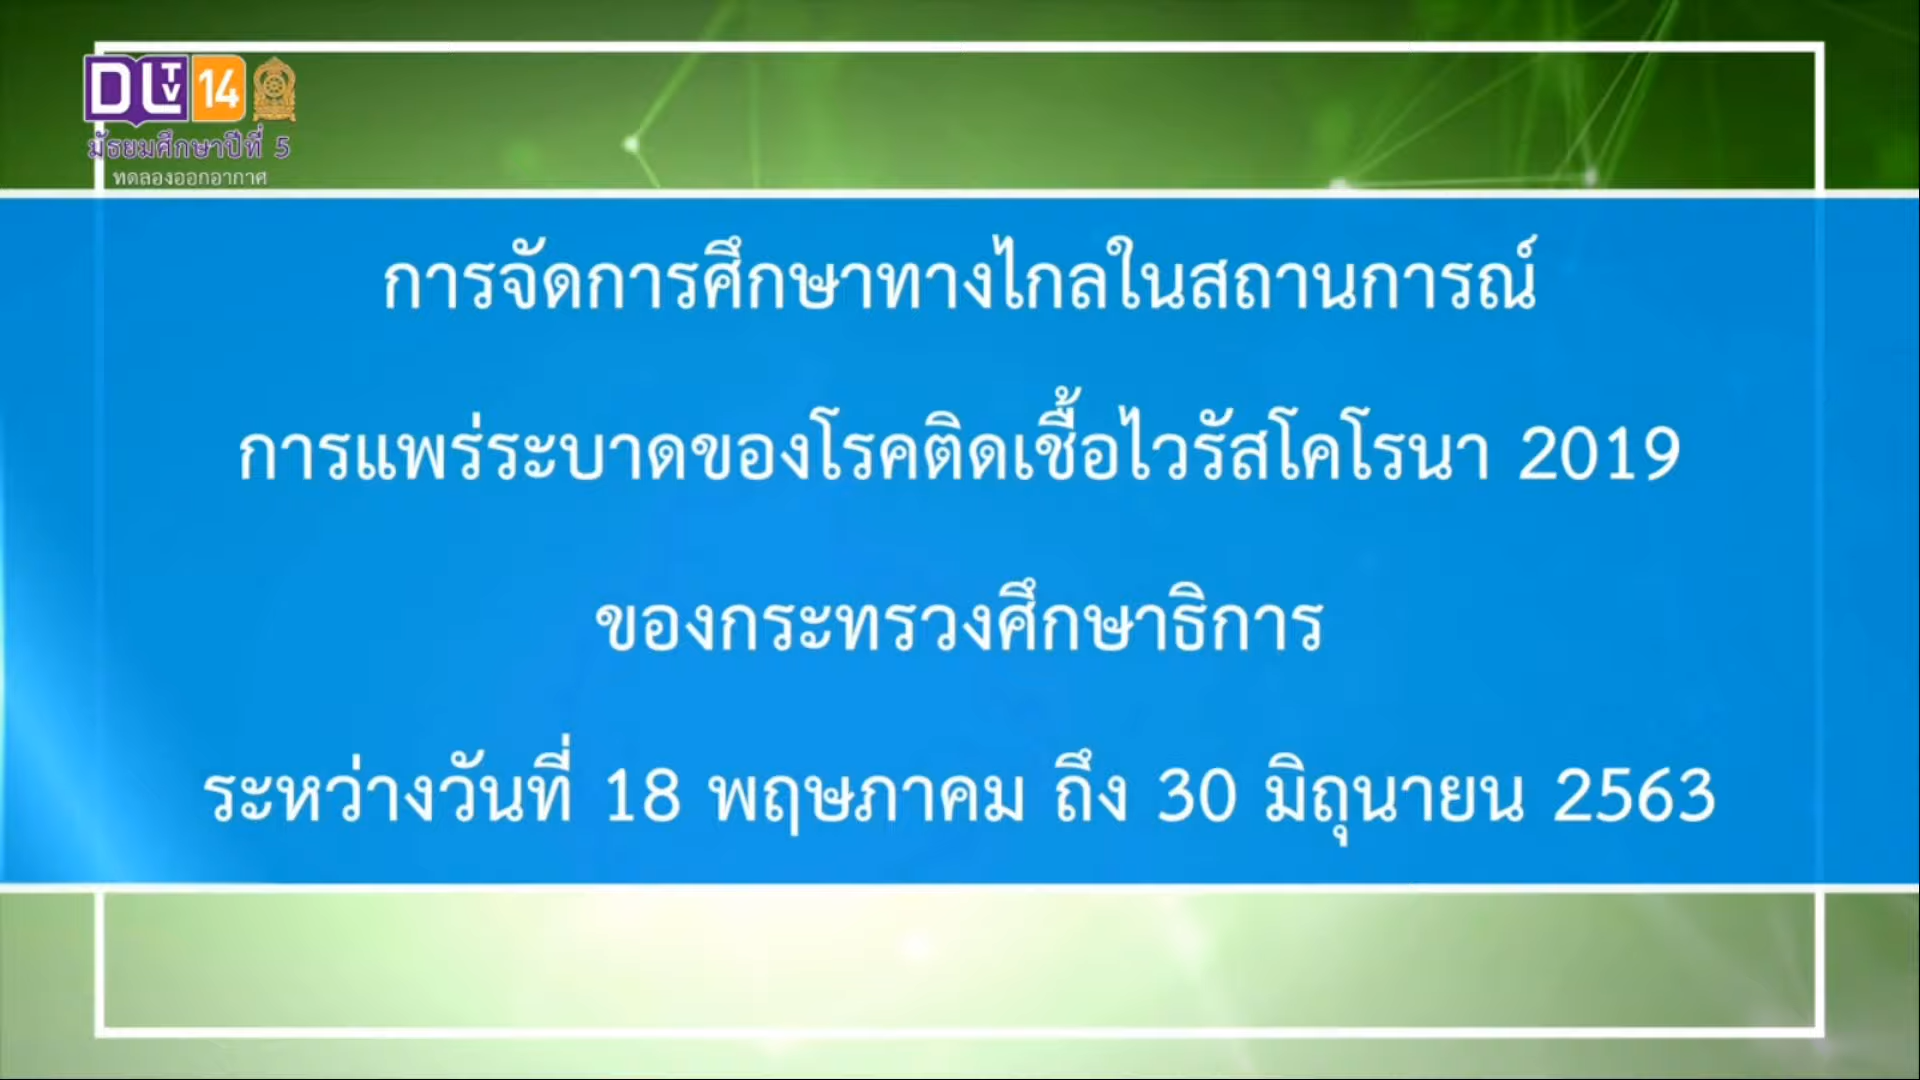 DLTV 14
มัธยมศึกษาปีที่ 5
ทดลองออกอากาศ
การจัดการศึกษาทางไกลในสถานการณ์
การแพร่ระบาดของโรคติดเชื้อไวรัสโคโรนา 2019
ของกระทรวงศึกษาธิการ
ระหว่างวันที่ 18 พฤษภาคม ถึง 30 มิถุนายน 2563